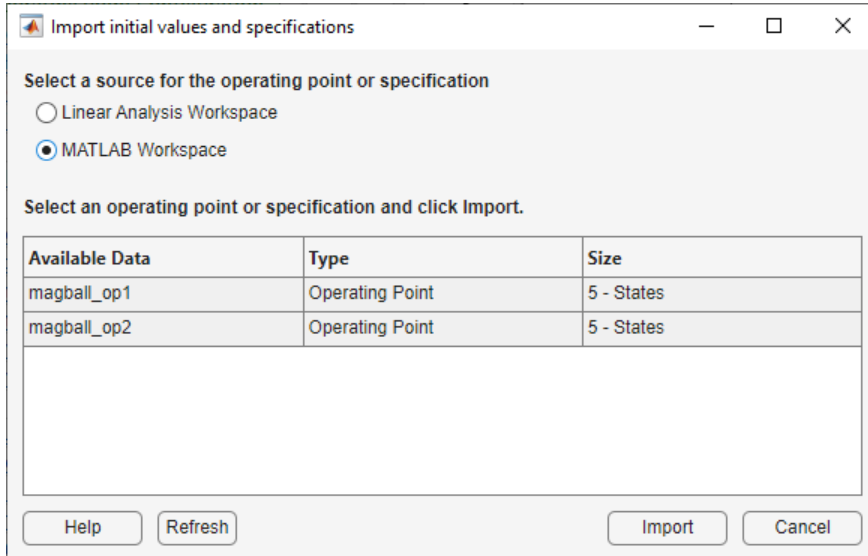 Import initial values and specifications
Select a source for the operating point or specification
Linear Analysis Workspace
MATLAB Workspace
Select an operating point or specification and click Import.
Available Data Type Size
magball_op1 Operating Point 5 - States
magball_op2 Operating Point 5 - States
Help Refresh Import Cancel